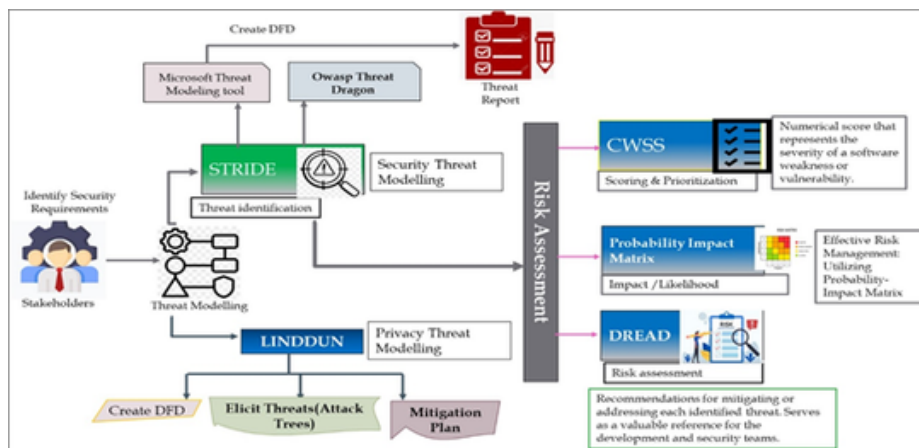 Create DFD
Microsoft Threat
Modeling tool
Owasp Threat
Dragon
Threat
Report
STRIDE
Security Threat
Modelling
Threat identification
Identify Security
Requirements
Stakeholders
Threat Modelling
LINDDUN
Privacy Threat
Modelling
Create DFD
Elicit Threats(Attack
Trees)
Mitigation
Plan
Risk Assessment
CWSS
Scoring & Prioritization
Numerical score that
represents the
severity of a software
weakness or
vulnerability.
Probability Impact
Matrix
Impact /Likelihood
Effective Risk
Management:
Utilizing
Probability-
Impact Matrix
DREAD
RISK
Risk assessment
Recommendations for mitigating or
addressing each identified threat. Serves
as a valuable reference for the
development and security teams.